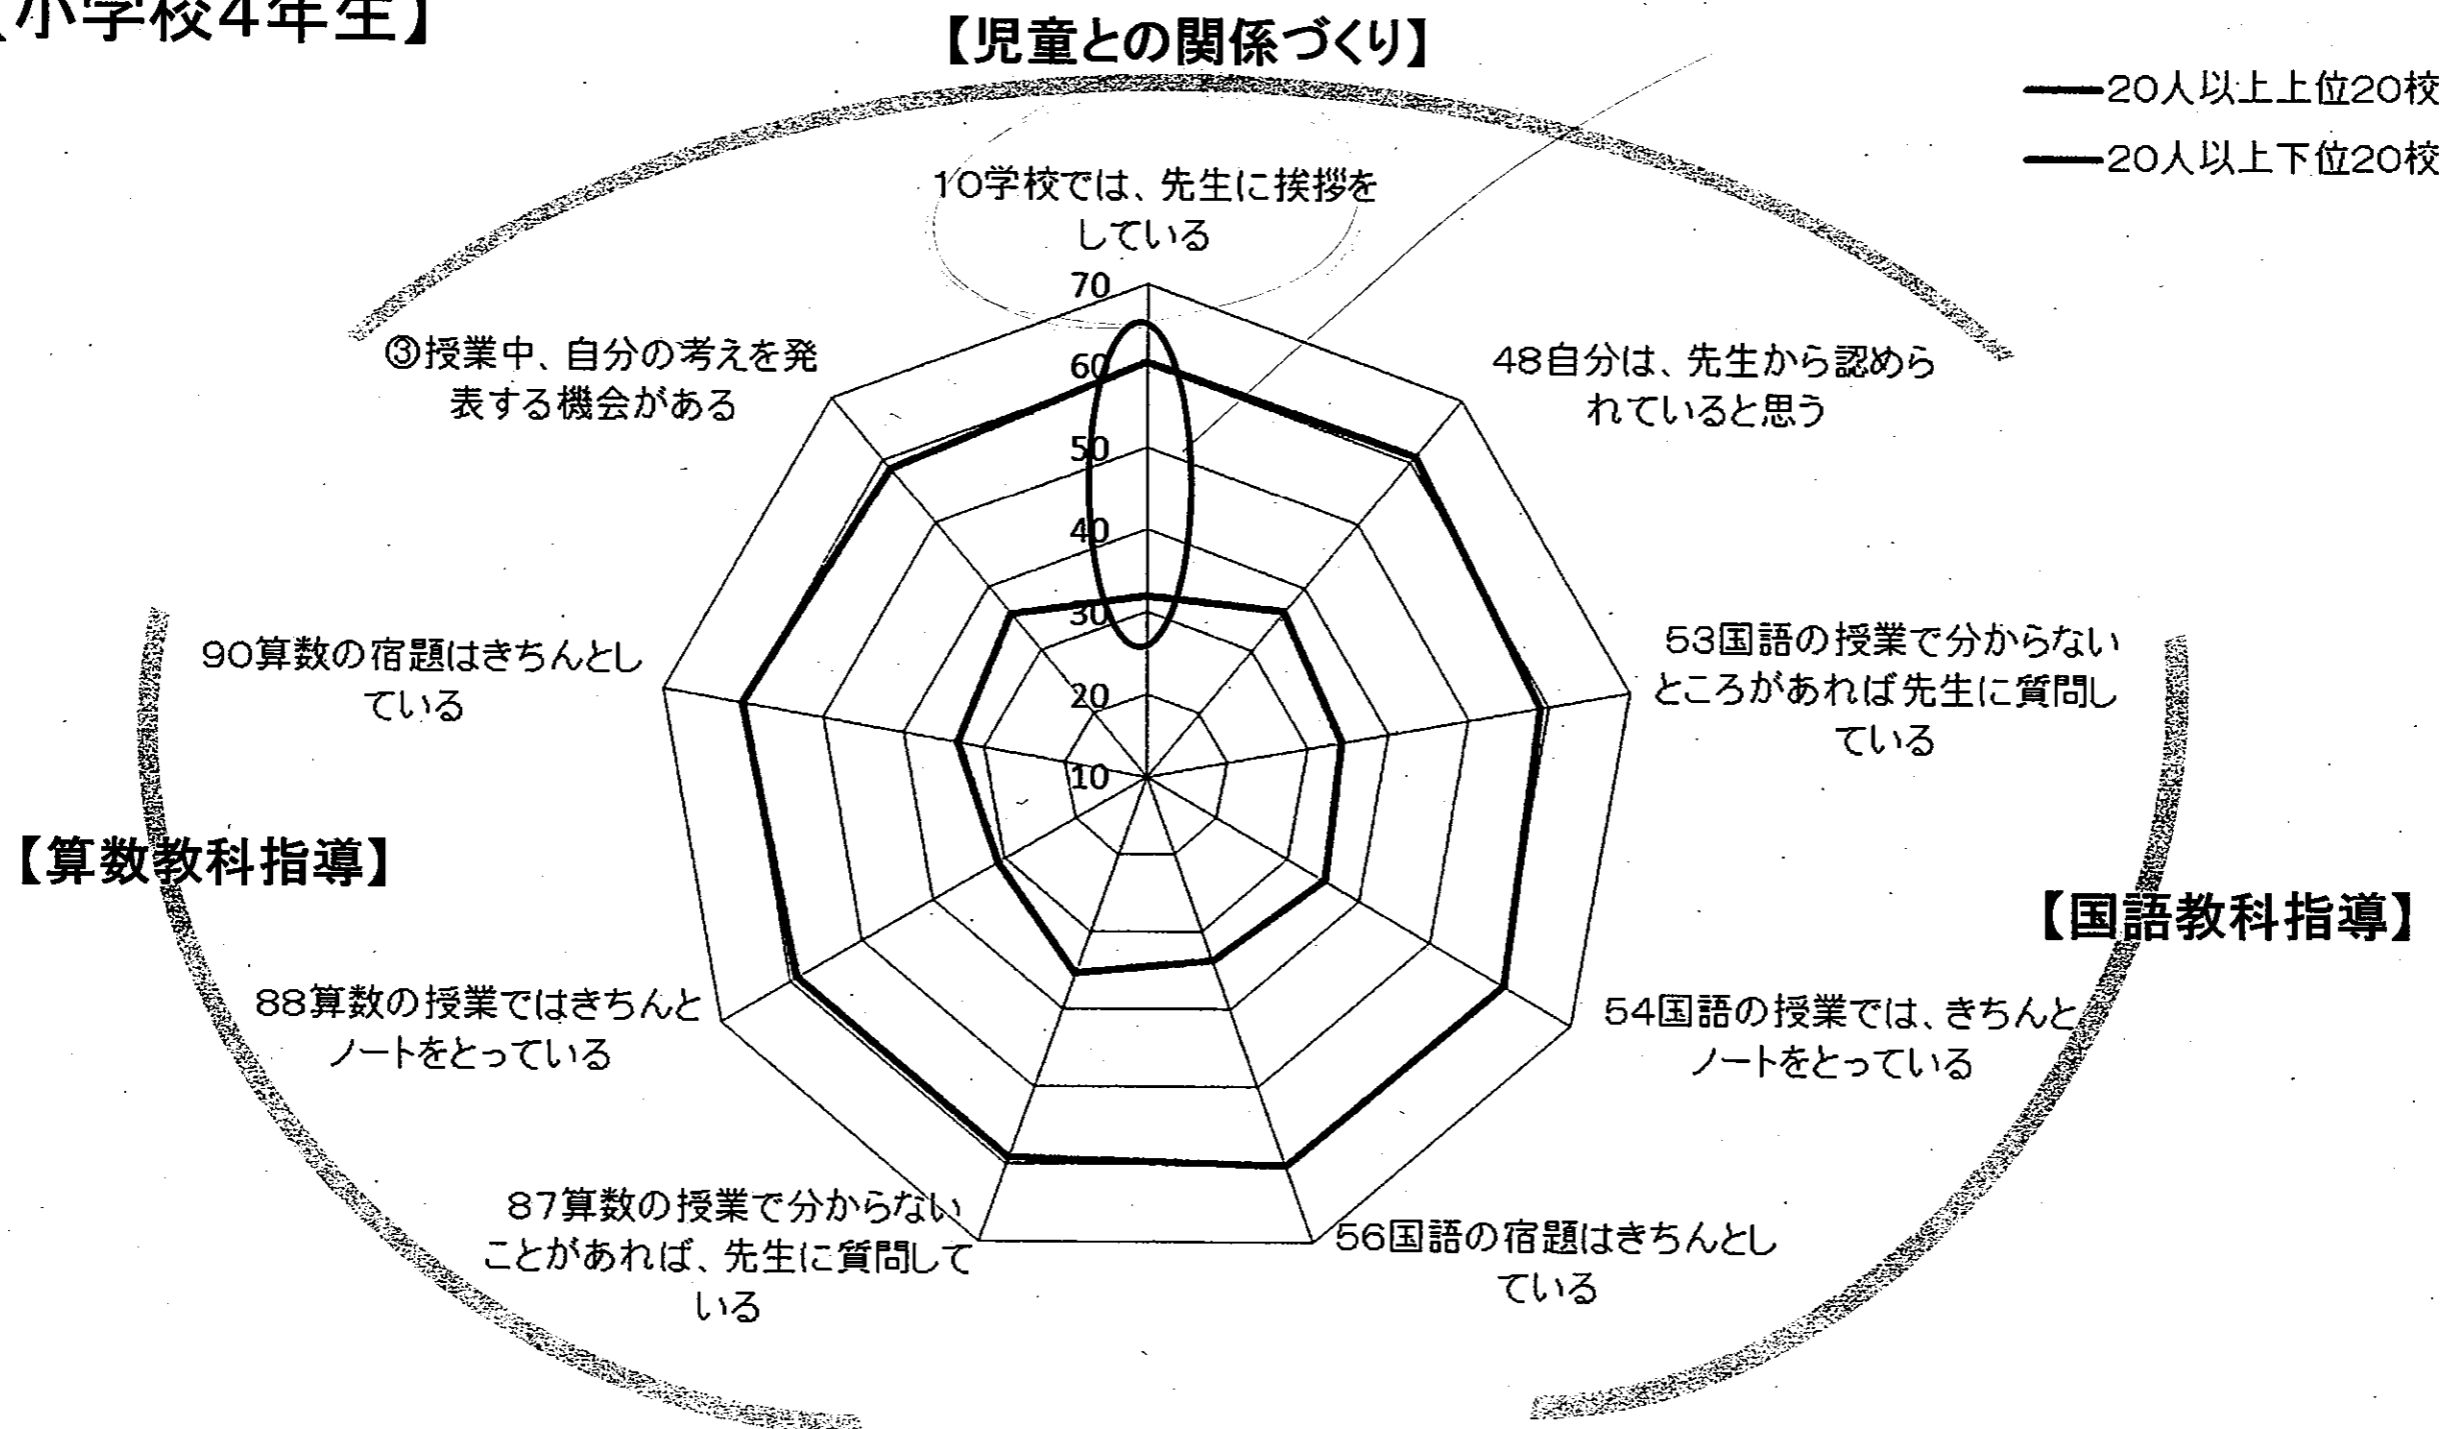 【小学校4年生】
【児童との関係づくり】
20人以上上位20校
20人以上下位20校
10学校では、先生に挨拶を
している
70
60
50
40
30
20
10
48自分は、先生から認めら
れていると思う
53国語の授業で分からない
ところがあれば先生に質問し
ている
54国語の授業では、きちんと
ノートをとっている
56国語の宿題はきちんとし
ている
87算数の授業で分からない
ことがあれば、先生に質問して
いる
88算数の授業ではきちんと
ノートをとっている
90算数の宿題はきちんとし
ている
③授業中、自分の考えを発
表する機会がある
【算数教科指導】
【国語教科指導】